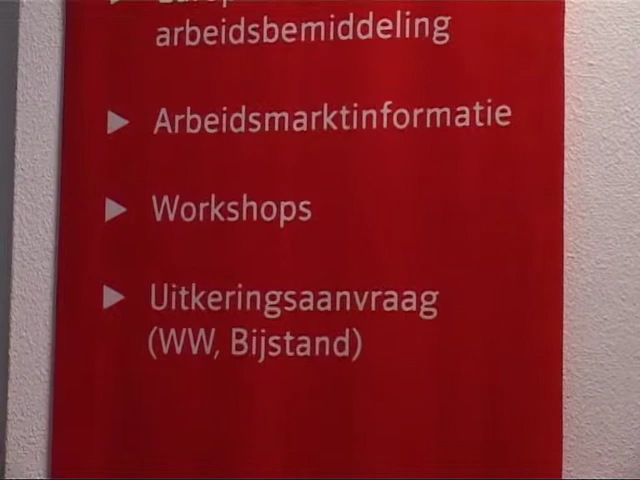 arbeidsbemiddeling
Arbeidsmarktinformatie
Workshops
Uitkeringsaanvraag
(WW, Bijstand)